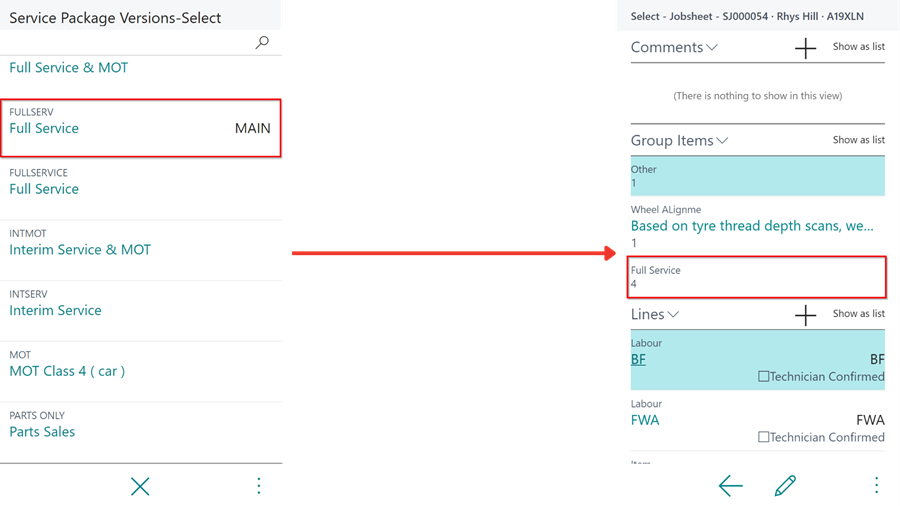 Service Package Versions-Select
Full Service & MOT
FULLSERV
Full Service MAIN
FULLSERVICE
Full Service
INTMOT
Interim Service & MOT
INTSERV
Interim Service
MOT
MOT Class 4 ( car )
PARTS ONLY
Parts Sales
Select - Jobsheet - SJ000054 · Rhys Hill · A19XLN
Comments Show as list
(There is nothing to show in this view)
Group Items Show as list
Other
1
Wheel ALignme
Based on tyre thread depth scans, we...
1
Full Service
4
Lines Show as list
Labour
BF BF
Technician Confirmed
Labour
FWA FWA
Technician Confirmed
Item